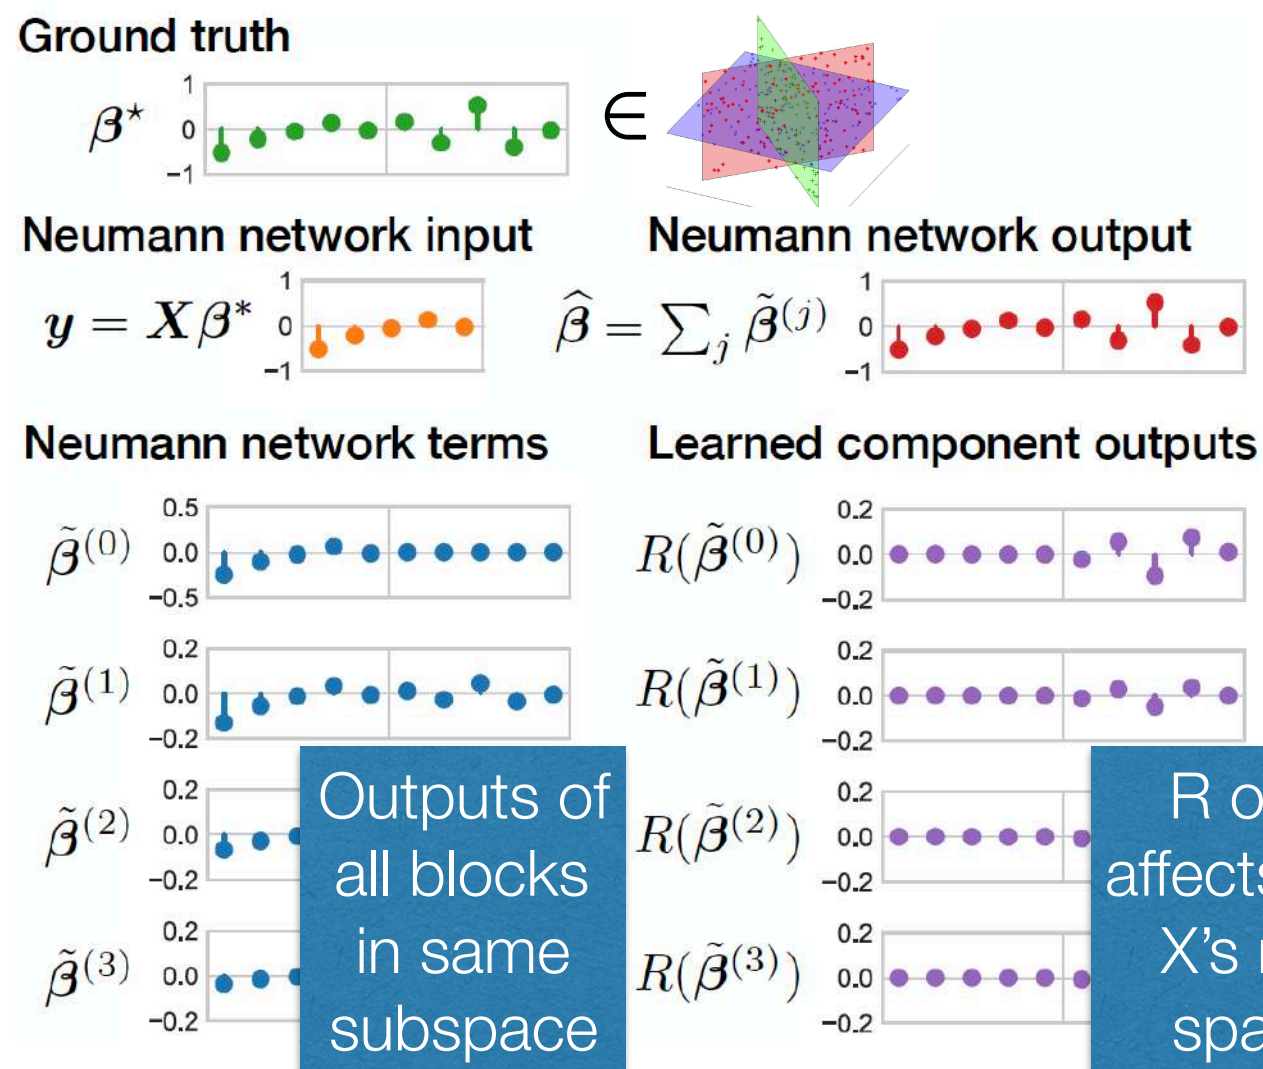 Ground truth
β*
1
0
−1
∈
Neumann network input
y = Xβ*
1
0
−1
Neumann network output
β̂ = ∑ⱼ β̃⁽ʲ⁾
1
0
−1
Neumann network terms
β̃⁽⁰⁾
0.5
0.0
−0.5
β̃⁽¹⁾
0.2
0.0
−0.2
β̃⁽²⁾
0.2
0.0
−0.2
β̃⁽³⁾
0.2
0.0
−0.2
Outputs of
all blocks
in same
subspace
Learned component outputs
R(β̃⁽⁰⁾)
0.2
0.0
−0.2
R(β̃⁽¹⁾)
0.2
0.0
−0.2
R(β̃⁽²⁾)
0.2
0.0
−0.2
R(β̃⁽³⁾)
0.2
0.0
−0.2
R
affects
X's